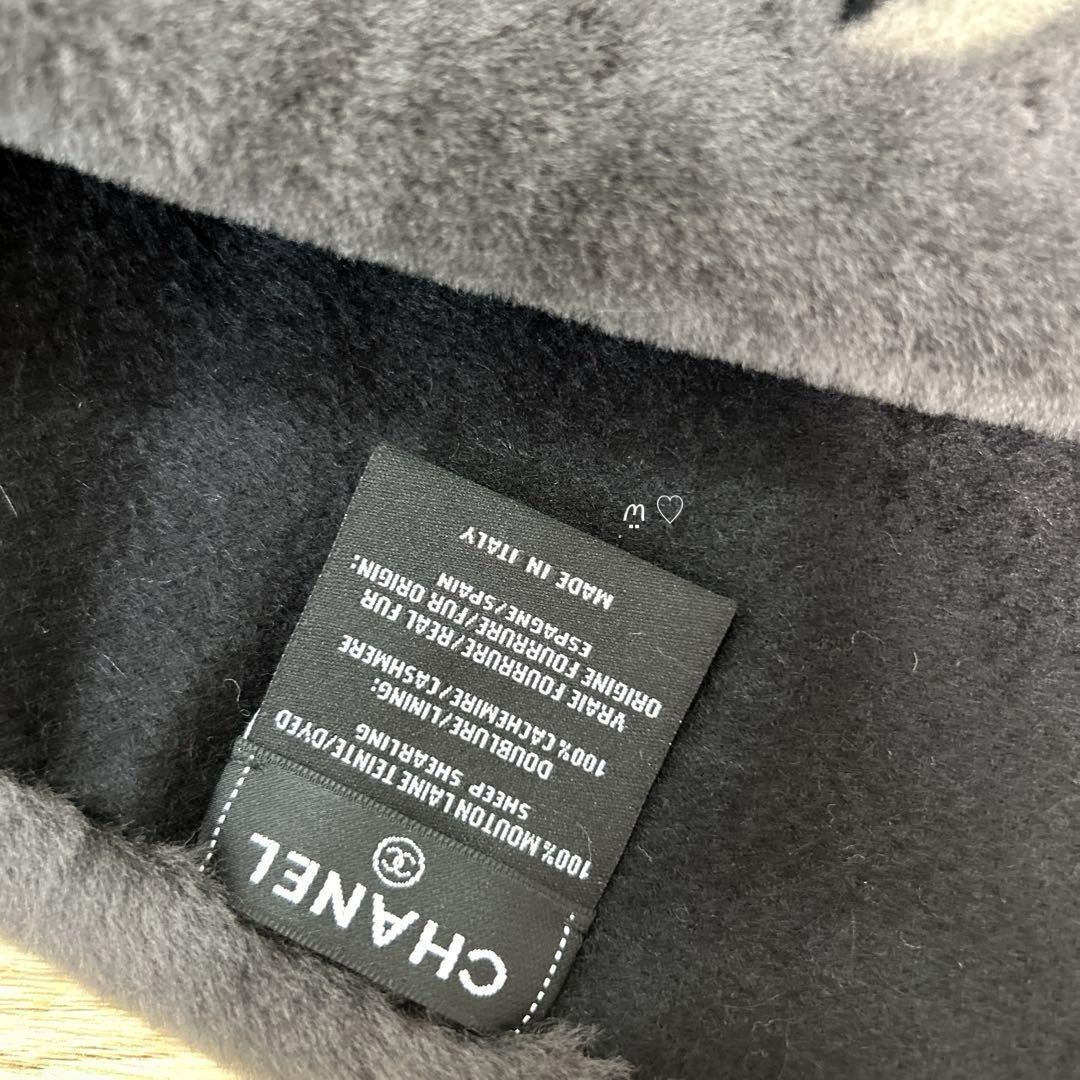 CHANEL
100% MOUTON LAINE TEINTE/DYED
SHEEP SHEARLING
DOUBLURE/LINING:
100% CACHEMIRE/CASHMERE
VRAIE FOURRURE/REAL FUR
ORIGINE FOURRURE/FUR ORIGIN:
ESPAGNE/SPAIN
MADE IN ITALY